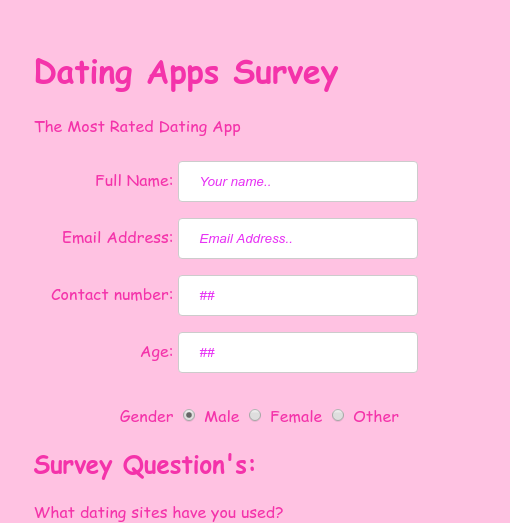 Dating Apps Survey
The Most Rated Dating App
Full Name: Your name..
Email Address: Email Address..
Contact number: ##
Age: ##
Gender Male Female Other
Survey Question's:
What dating sites have you used?